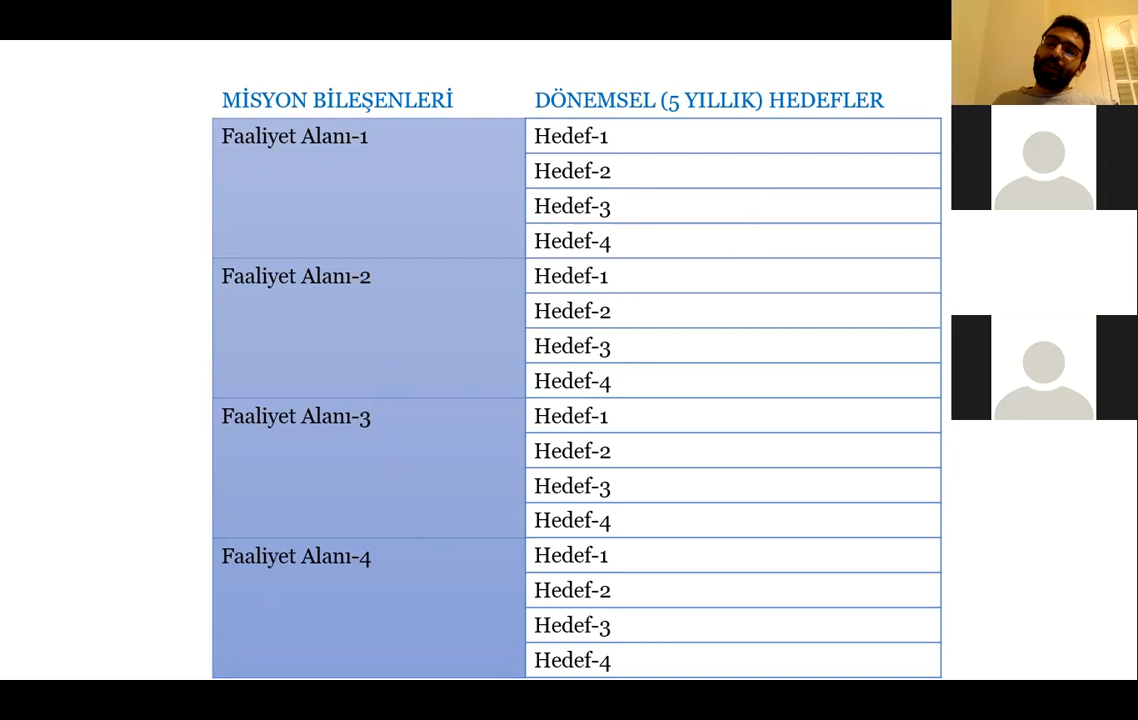 MİSYON BİLEŞENLERİ DÖNEMSEL (5 YILLIK) HEDEFLER
Faaliyet Alanı-1 Hedef-1
Hedef-2
Hedef-3
Hedef-4
Faaliyet Alanı-2 Hedef-1
Hedef-2
Hedef-3
Hedef-4
Faaliyet Alanı-3 Hedef-1
Hedef-2
Hedef-3
Hedef-4
Faaliyet Alanı-4 Hedef-1
Hedef-2
Hedef-3
Hedef-4